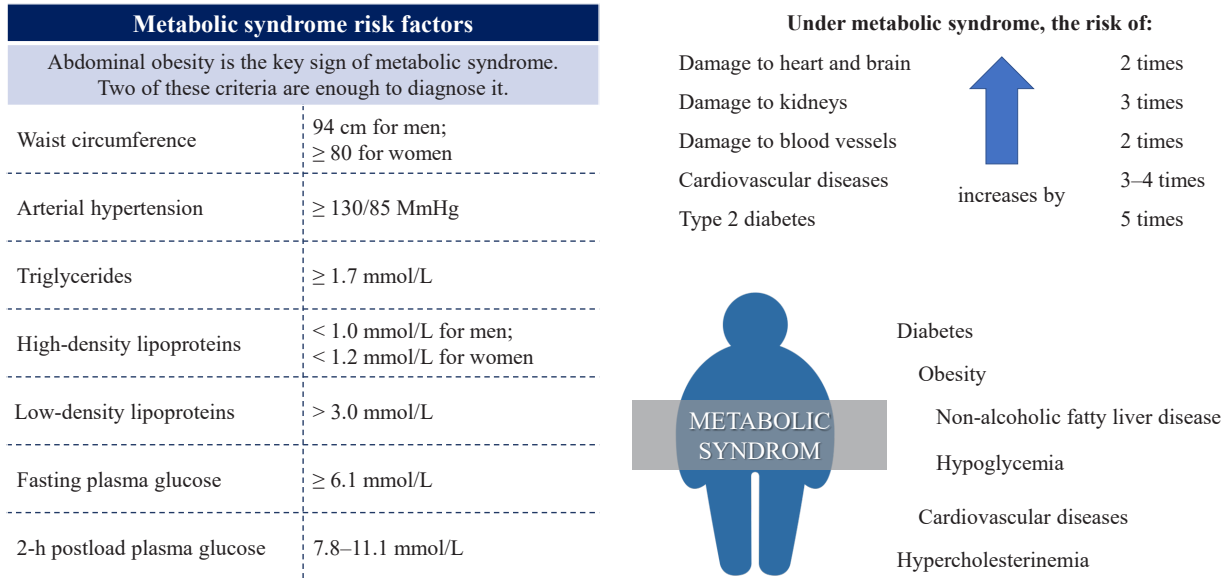 Metabolic syndrome risk factors
Abdominal obesity is the key sign of metabolic syndrome.
Two of these criteria are enough to diagnose it.
Waist circumference
94 cm for men;
≥ 80 for women
Arterial hypertension
≥ 130/85 MmHg
Triglycerides
≥ 1.7 mmol/L
High-density lipoproteins
< 1.0 mmol/L for men;
< 1.2 mmol/L for women
Low-density lipoproteins
> 3.0 mmol/L
Fasting plasma glucose
≥ 6.1 mmol/L
2-h postload plasma glucose
7.8–11.1 mmol/L
Under metabolic syndrome, the risk of:
Damage to heart and brain
2 times
Damage to kidneys
3 times
Damage to blood vessels
2 times
Cardiovascular diseases
3–4 times
increases by
Type 2 diabetes
5 times
METABOLIC
SYNDROM
Diabetes
Obesity
Non-alcoholic fatty liver disease
Hypoglycemia
Cardiovascular diseases
Hypercholesterinemia